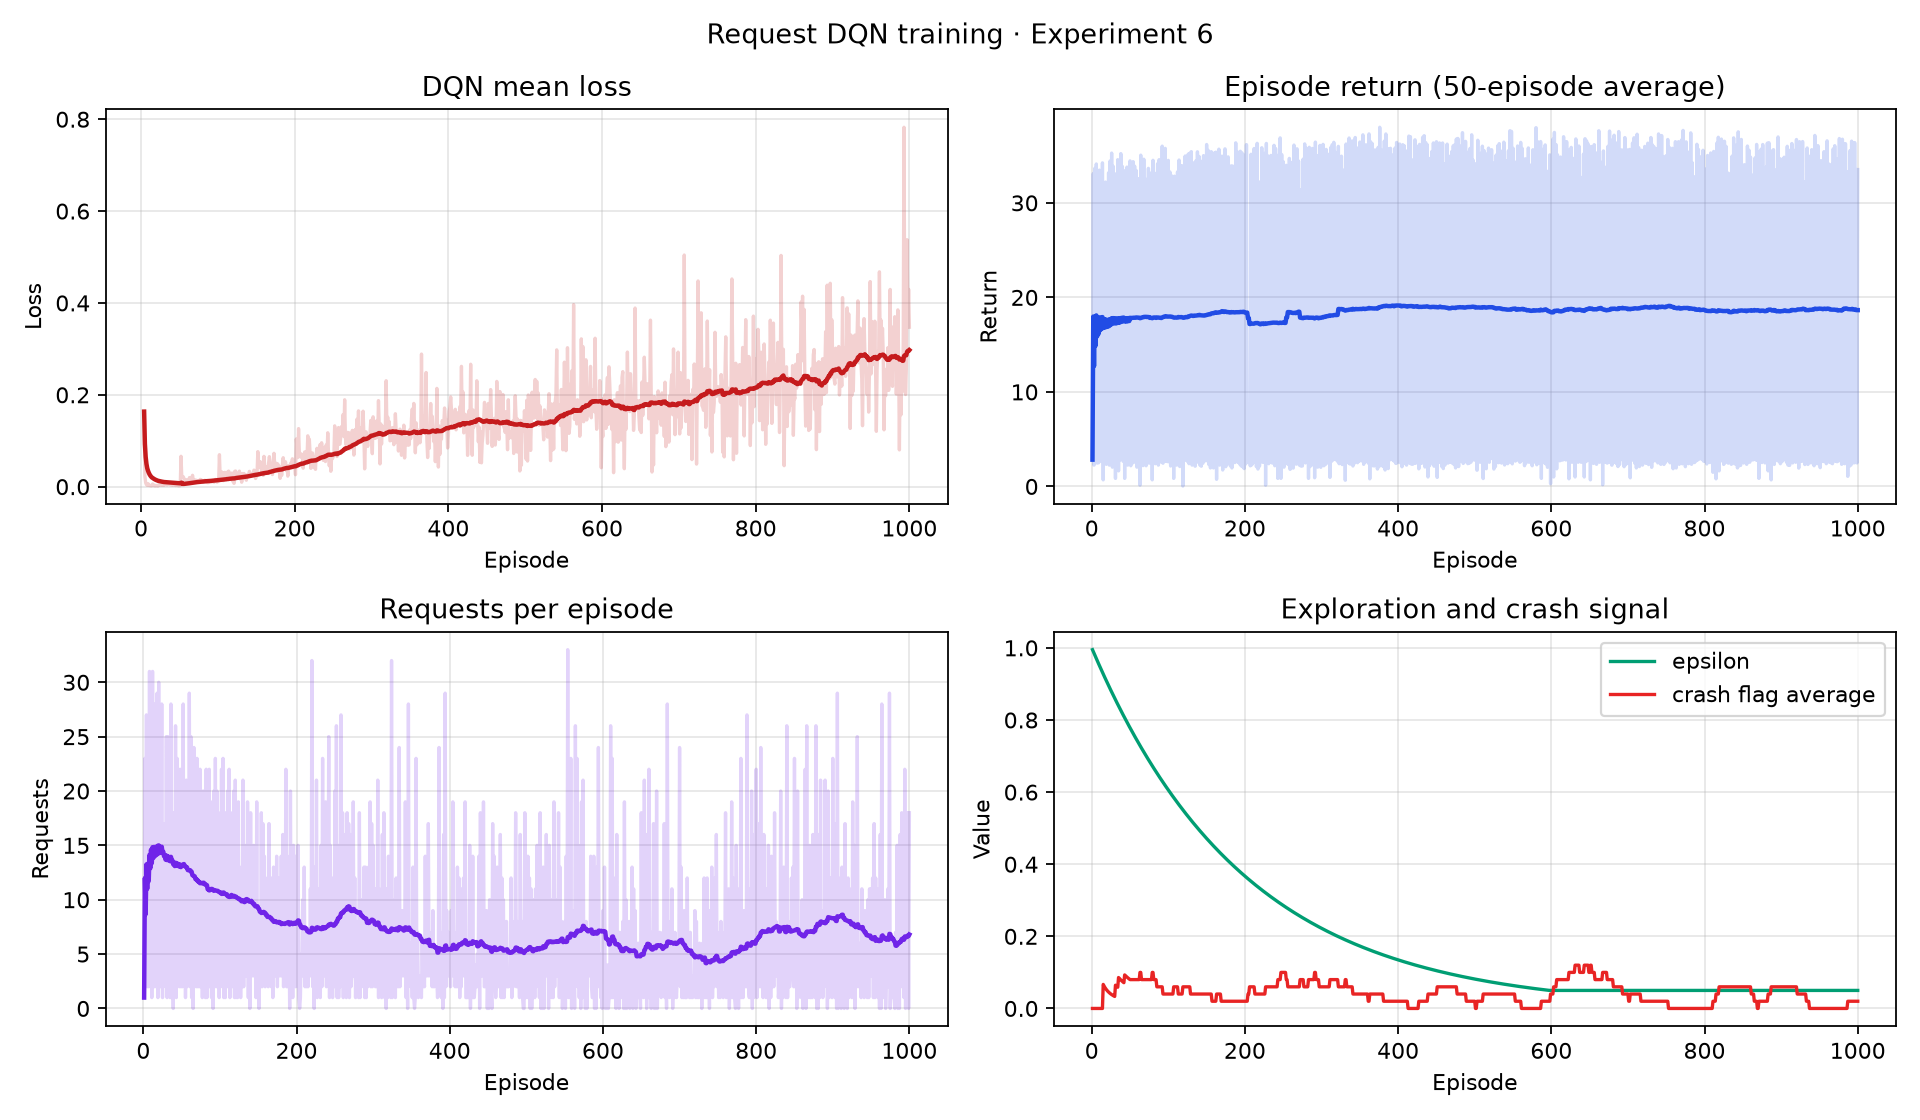 Request DQN training · Experiment 6
DQN mean loss
Loss
0.8
0.6
0.4
0.2
0.0
0 200 400 600 800 1000
Episode
Episode return (50-episode average)
Return
30
20
10
0
0 200 400 600 800 1000
Episode
Requests per episode
Requests
30
25
20
15
10
5
0
0 200 400 600 800 1000
Episode
Exploration and crash signal
Value
1.0
0.8
0.6
0.4
0.2
0.0
epsilon
crash flag average
0 200 400 600 800 1000
Episode